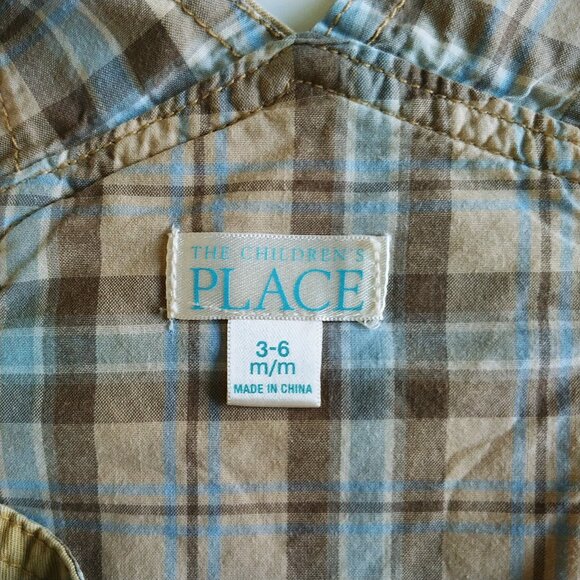 THE CHILDREN'S
PLACE
3-6
m/m
MADE IN CHINA